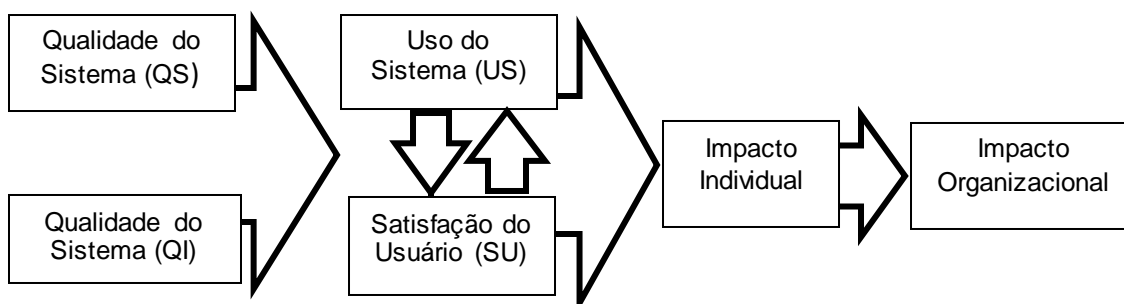 Qualidade do
Sistema (QS)
Qualidade do
Sistema (QI)
Uso do
Sistema (US)
Satisfação do
Usuário (SU)
Impacto
Individual
Impacto
Organizacional